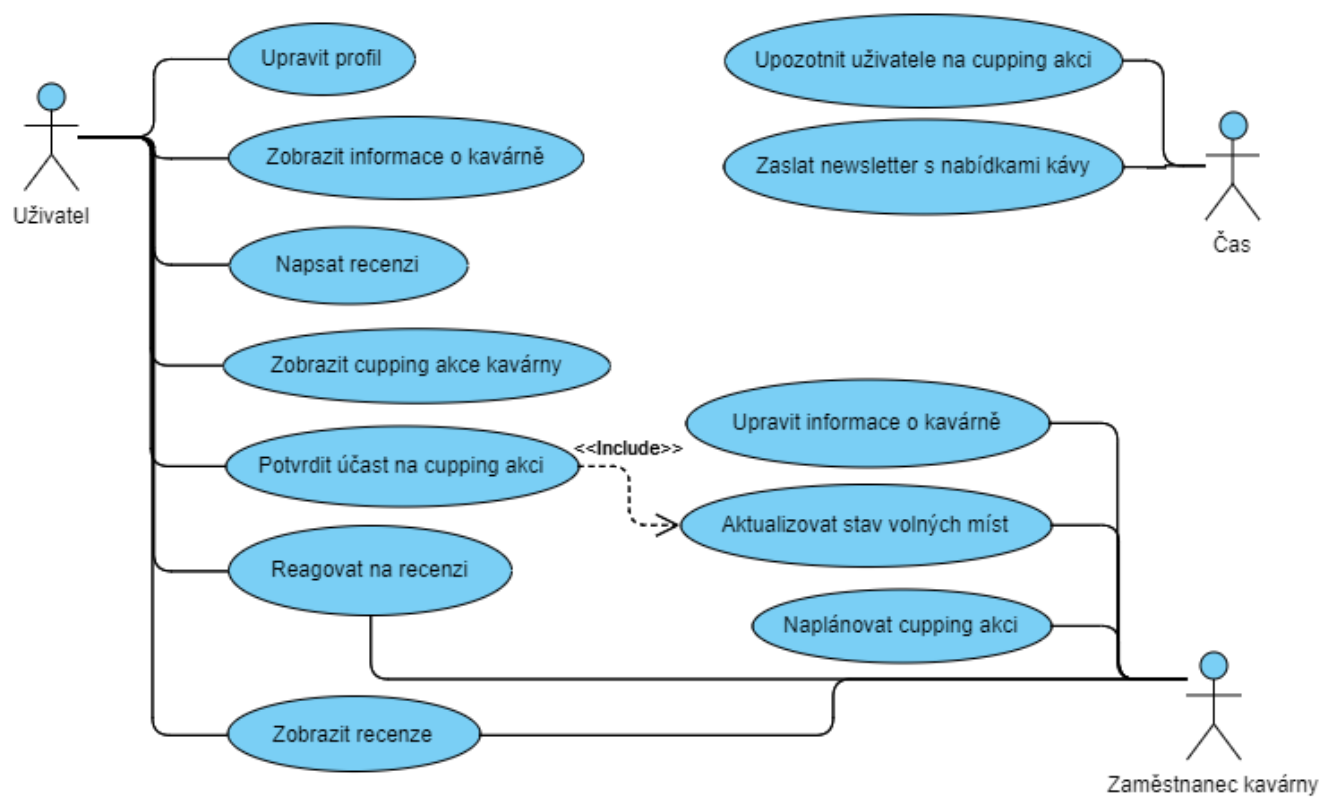 Upravit profil
Upozotnit uživatele na cupping akci
Zobrazit informace o kavárně
Zaslat newsletter s nabídkami kávy
Uživatel
Čas
Napsat recenzi
Zobrazit cupping akce kavárny
Upravit informace o kavárně
<<Include>>
Potvrdit účast na cupping akci
Aktualizovat stav volných míst
Reagovat na recenzi
Naplánovat cupping akci
Zobrazit recenze
Zaměstnanec kavárny